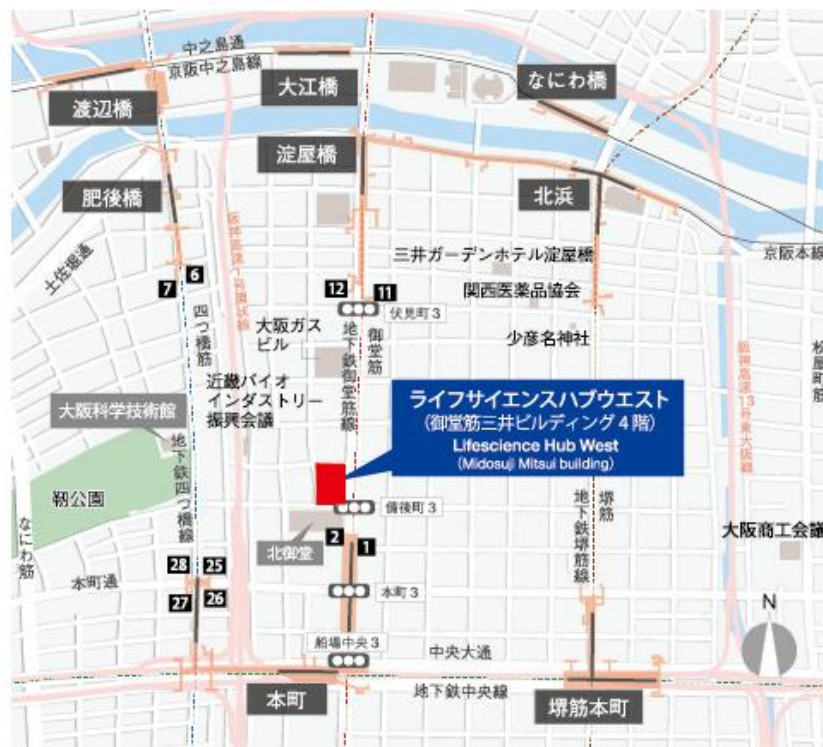 中之島通
京阪中之島線
渡辺橋
大江橋
なにわ橋
淀屋橋
肥後橋
北浜
土佐堀通
阪神高速1号環状線
三井ガーデンホテル淀屋橋
京阪本線
7
6
12
11
関西医薬品協会
四つ橋筋
大阪ガス
ビル
地下鉄御堂筋線
御堂筋
伏見町3
少彦名神社
松屋町筋
阪神高速13号東大阪線
近畿バイオ
インダストリー
振興会議
大阪科学技術館
ライフサイエンスハブウエスト
(御堂筋三井ビルディング4階)
Lifescience Hub West
(Midosuji Mitsui building)
地下鉄四つ橋線
靭公園
なにわ筋
備後町3
堺筋
地下鉄堺筋線
大阪商工会議
北御堂
2
1
本町通
28
25
27
26
本町3
N
船場中央3
中央大通
本町
地下鉄中央線
堺筋本町